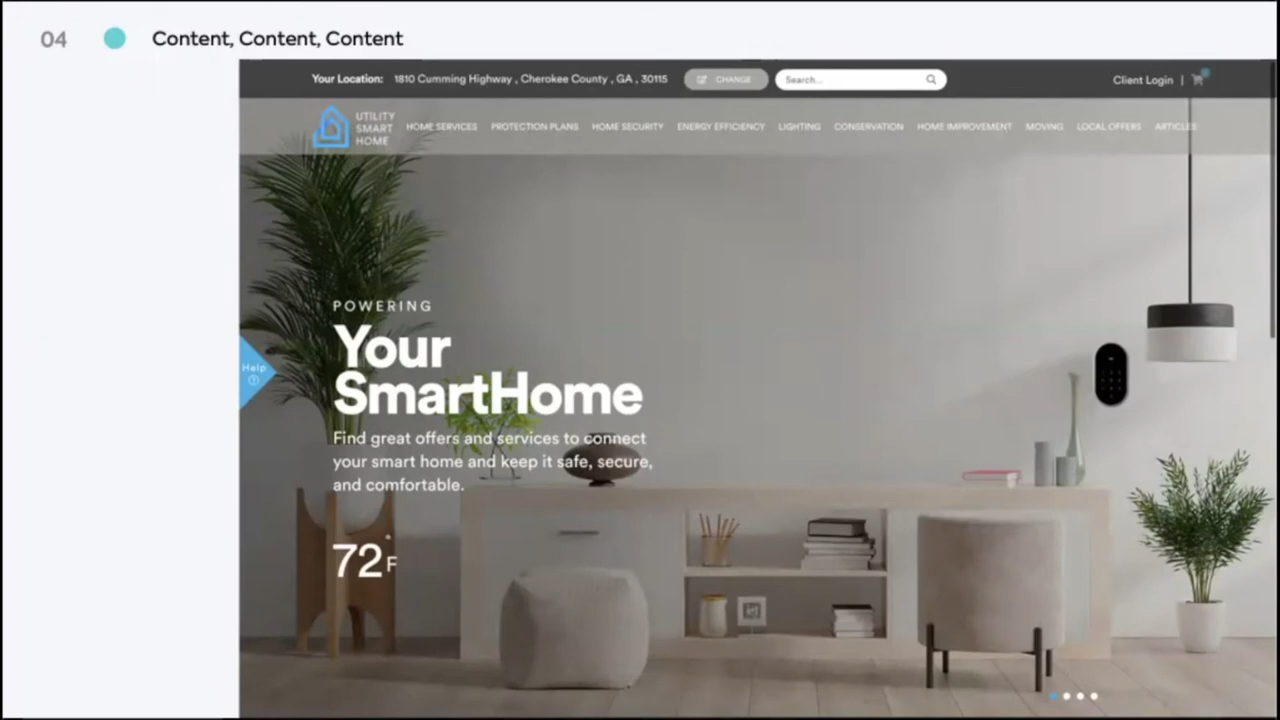 04 Content, Content, Content
Your Location: 1810 Cumming Highway , Cherokee County , GA , 30115 CHANGE Search... Client Login |
UTILITY
SMART
HOME
HOME SERVICES PROTECTION PLANS HOME SECURITY ENERGY EFFICIENCY LIGHTING CONSERVATION HOME IMPROVEMENT MOVING LOCAL OFFERS ARTICLES
POWERING
Your
SmartHome
Help
Find great offers and services to connect
your smart home and keep it safe, secure,
and comfortable.
72°F